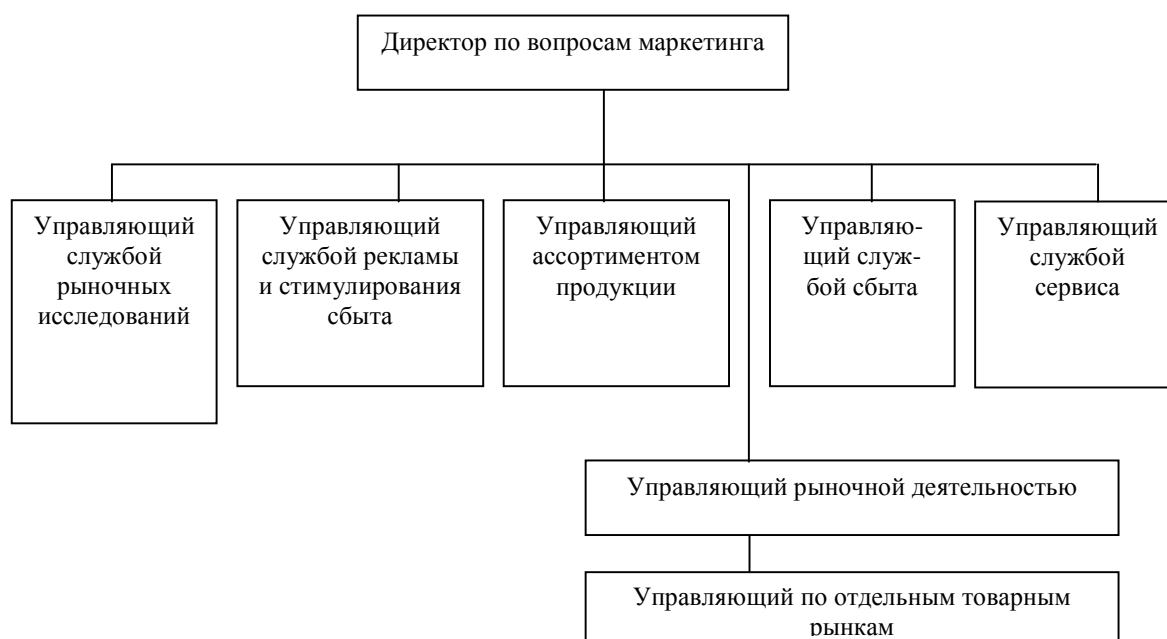 Директор по вопросам маркетинга
Управляющий
службой
рыночных
исследований
Управляющий
службой рекламы
и стимулирования
сбыта
Управляющий
ассортиментом
продукции
Управляю-
щий служ-
бой сбыта
Управляющий
службой
сервиса
Управляющий рыночной деятельностью
Управляющий по отдельным товарным
рынкам